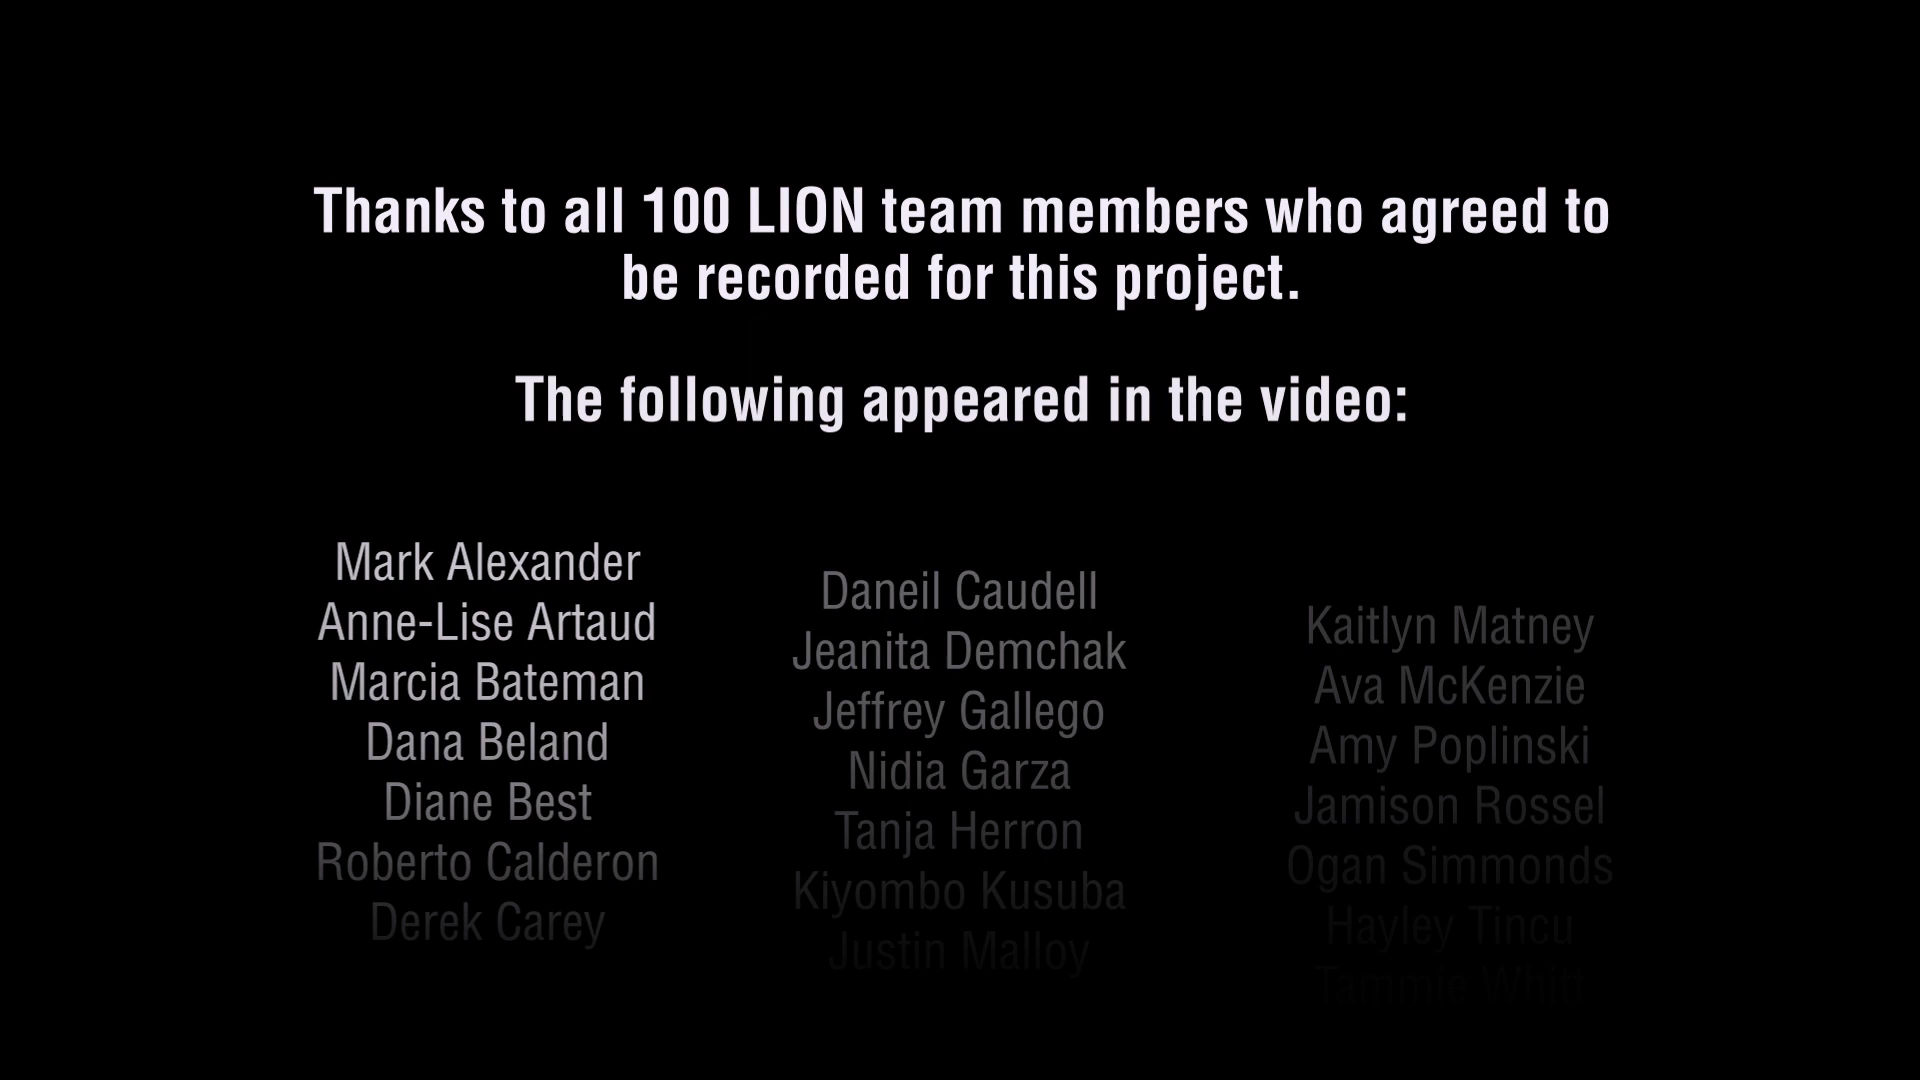 Thanks to all 100 LION team members who agreed to
be recorded for this project.
The following appeared in the video:
Mark Alexander
Anne-Lise Artaud
Marcia Bateman
Dana Beland
Diane Best
Roberto Calderon
Derek Carey
Daneil Caudell
Jeanita Demchak
Jeffrey Gallego
Nidia Garza
Tanja Herron
Kiyombo Kusuba
Justin Malloy
Kaitlyn Matney
Ava McKenzie
Amy Poplinski
Jamison Rossel
Ogan Simmonds
Hayley Tincu
Tammie Whitt